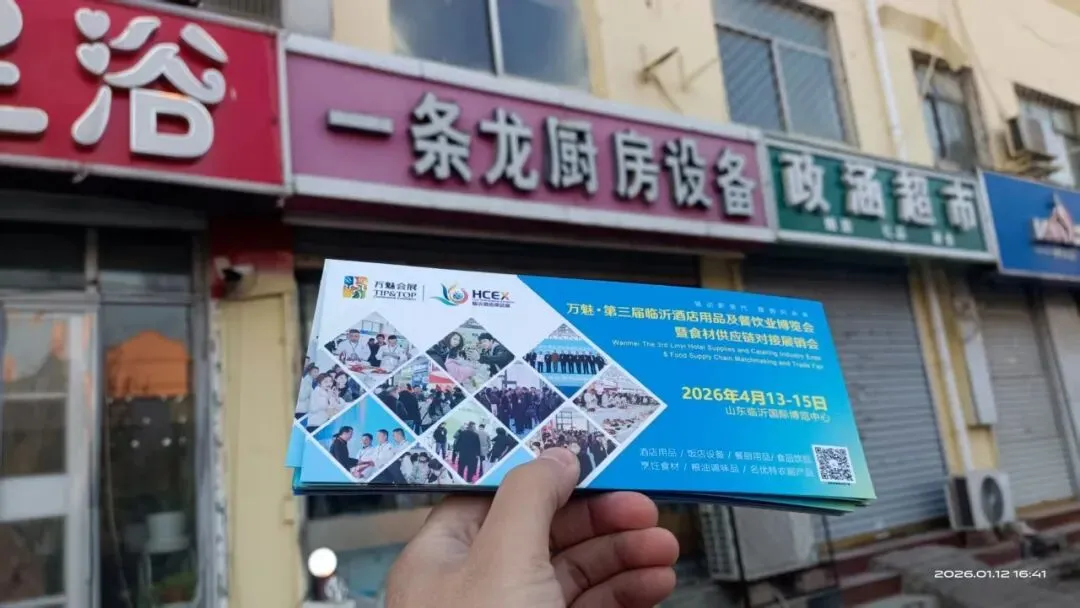 浴
一条龙厨房设备
政涵超市
万魅会展
TIP&TOP
HCEX
万魅·第三届临沂酒店用品及餐饮业博览会
暨食材供应链对接展销会
Wanmei The 3rd Linyi Hotel Supplies and Catering Industry Expo
& Food Supply Chain Matchmaking and Trade Fair
2026年4月13-15日
山东临沂国际博览中心
酒店用品 / 饭店设备 / 餐厨用品 / 食品饮料
烹饪食材 / 粮油调味品 / 名优特农副产品
2026.01.12 16:41